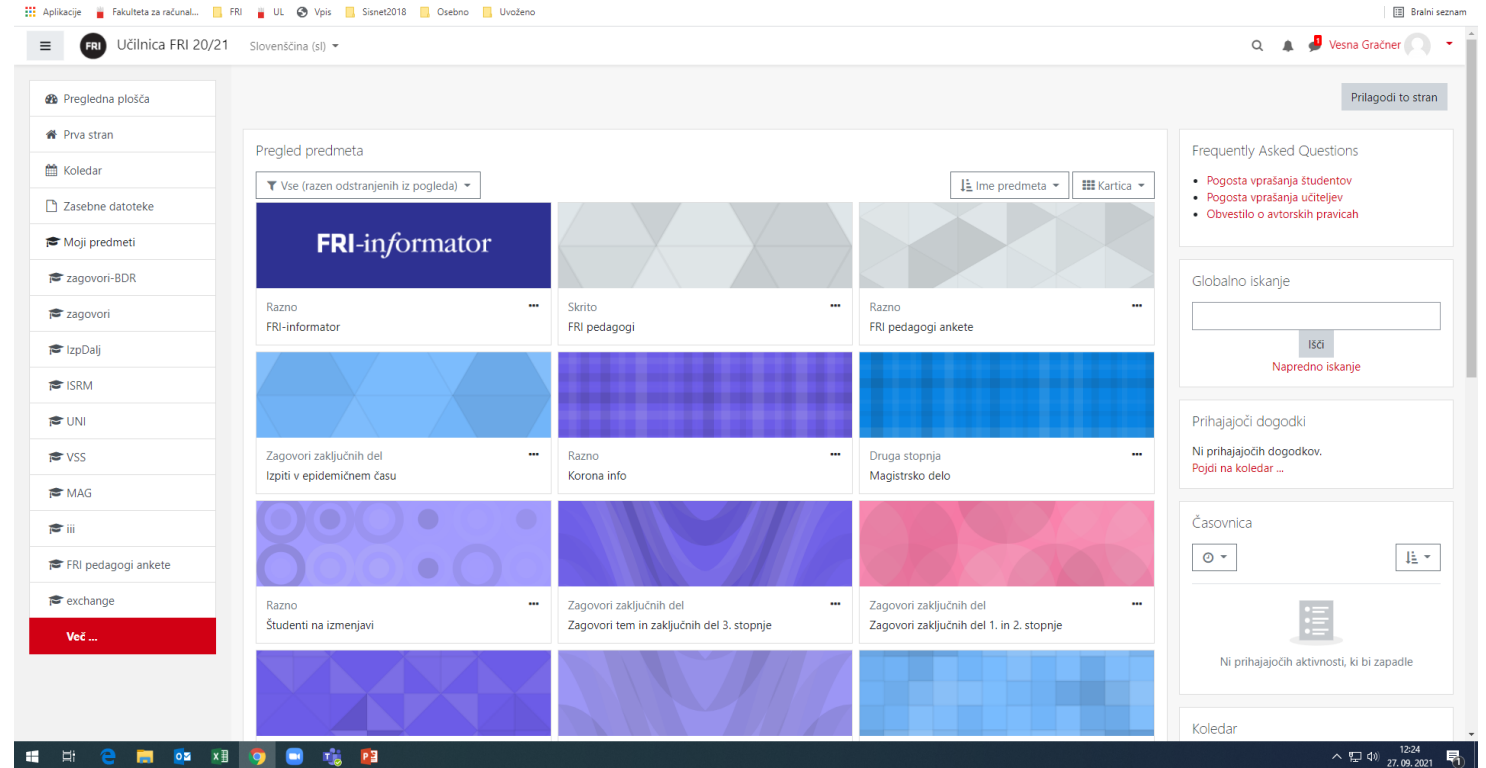 Aplikacije Fakulteta za računal... FRI UL Vpis Sisnet2018 Osebno Uvoženo Bralni seznam
FRI Učilnica FRI 20/21 Slovenščina (sl) 1 Vesna Gračner
Prilagodi to stran
Pregledna plošča
Prva stran
Koledar
Zasebne datoteke
Moji predmeti
zagovori-BDR
zagovori
IzpDalj
ISRM
UNI
VSS
MAG
iii
FRI pedagogi ankete
exchange
Več ...
Pregled predmeta
Vse (razen odstranjenih iz pogleda) Ime predmeta Kartica
FRI-informator
Razno
FRI-informator
Skrito
FRI pedagogi
Razno
FRI pedagogi ankete
Zagovori zaključnih del
Izpiti v epidemičnem času
Razno
Korona info
Druga stopnja
Magistrsko delo
Razno
Študenti na izmenjavi
Zagovori zaključnih del
Zagovori tem in zaključnih del 3. stopnje
Zagovori zaključnih del
Zagovori zaključnih del 1. in 2. stopnje
Frequently Asked Questions
Pogosta vprašanja študentov
Pogosta vprašanja učiteljev
Obvestilo o avtorskih pravicah
Globalno iskanje
Išči
Napredno iskanje
Prihajajoči dogodki
Ni prihajajočih dogodkov.
Pojdi na koledar ...
Časovnica
Ni prihajajočih aktivnosti, ki bi zapadle
Koledar
12:24
27. 09. 2021
1